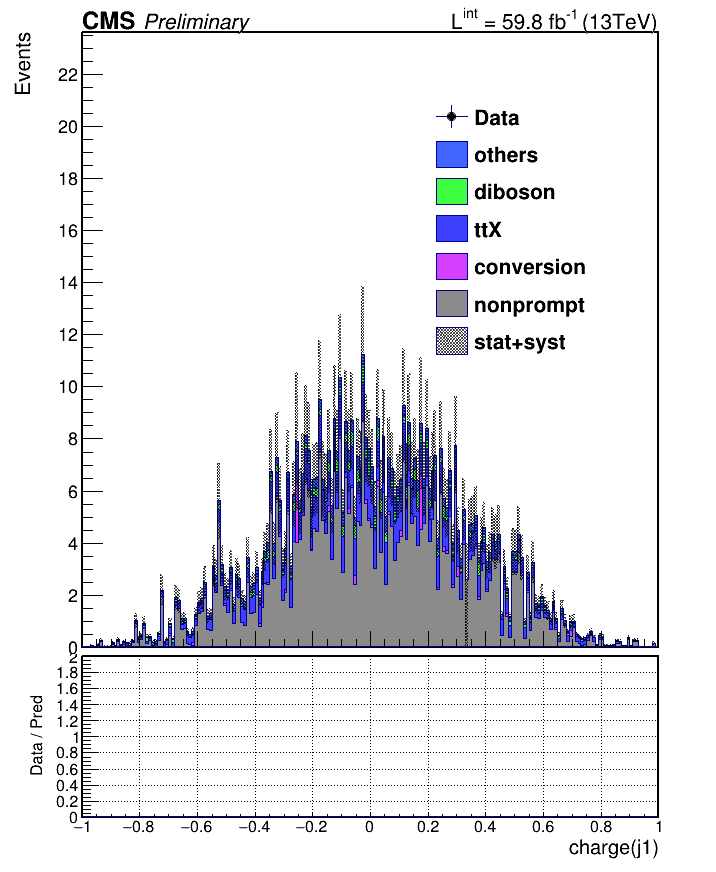 CMS Preliminary
L^int = 59.8 fb^-1 (13TeV)
Events
22
20
18
16
14
12
10
8
6
4
2
0
Data
others
diboson
ttX
conversion
nonprompt
stat+syst
Data / Pred
2
1.8
1.6
1.4
1.2
1
0.8
0.6
0.4
0.2
0
−1 −0.8 −0.6 −0.4 −0.2 0 0.2 0.4 0.6 0.8 1
charge(j1)